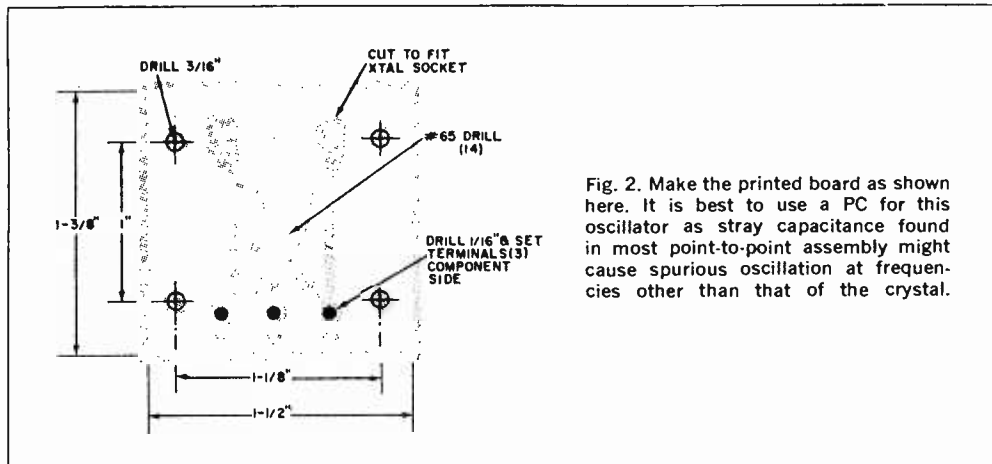 DRILL 3/16"
CUT TO FIT
XTAL SOCKET
#65 DRILL
(14)
1-3/8"
1"
DRILL 1/16" & SET
TERMINALS(3)
COMPONENT
SIDE
1-1/8"
1-1/2"
Fig. 2. Make the printed board as shown
here. It is best to use a PC for this
oscillator as stray capacitance found
in most point-to-point assembly might
cause spurious oscillation at frequen-
cies other than that of the crystal.